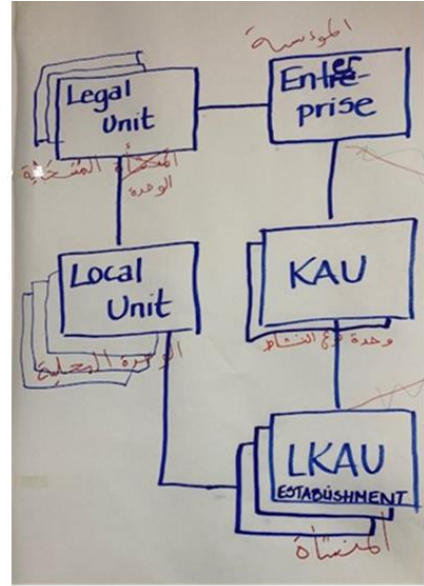 المؤسسة
Legal
Unit
Enter-
prise
الوحدة
Local
Unit
KAU
الوحدة المحلية
وحدة نوع النشاط
LKAU
ESTABLISHMENT
المنشأة